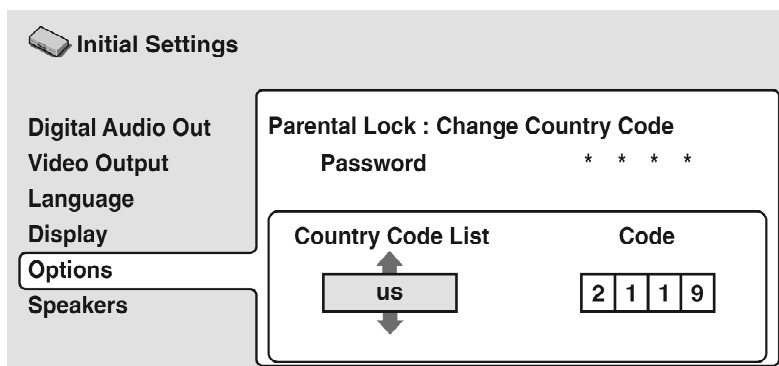 Initial Settings
Digital Audio Out
Video Output
Language
Display
Options
Speakers
Parental Lock : Change Country Code
Password * * * *
Country Code List Code
us 2 1 1 9